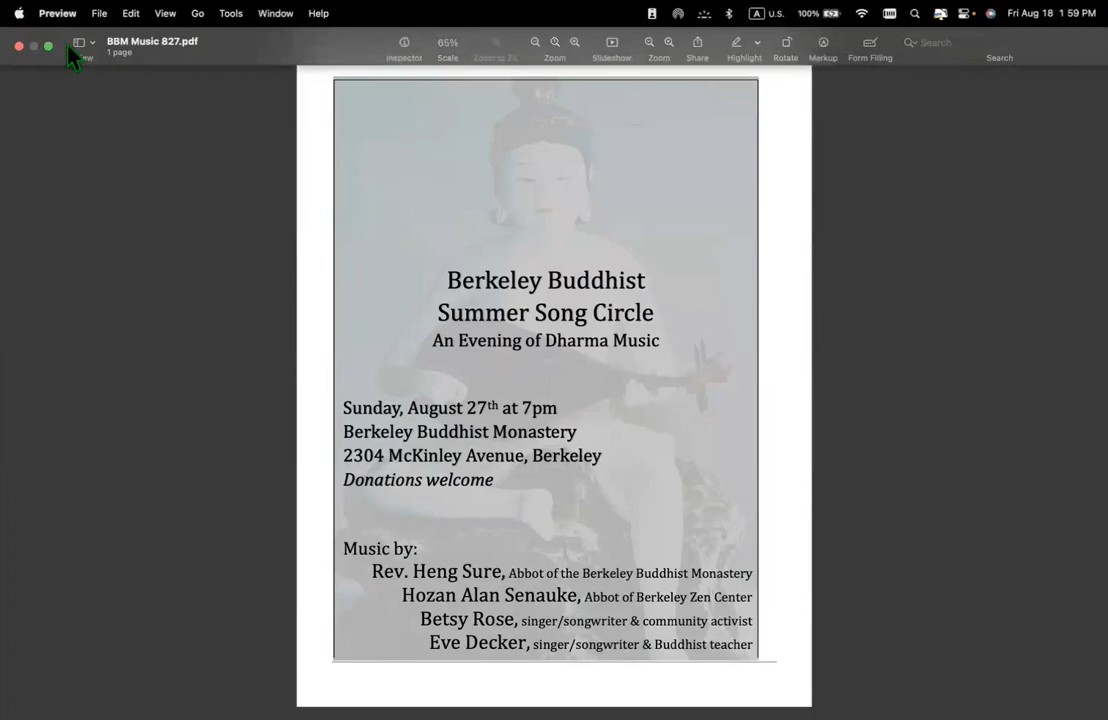 Preview File Edit View Go Tools Window Help
A U.S. 100% Fri Aug 18 1:59 PM
BBM Music 827.pdf
1 page
65%
Search
Inspector Scale Zoom to Fit Zoom Slideshow Zoom Share Highlight Rotate Markup Form Filling Search
Berkeley Buddhist
Summer Song Circle
An Evening of Dharma Music
Sunday, August 27th at 7pm
Berkeley Buddhist Monastery
2304 McKinley Avenue, Berkeley
Donations welcome
Music by:
Rev. Heng Sure, Abbot of the Berkeley Buddhist Monastery
Hozan Alan Senauke, Abbot of Berkeley Zen Center
Betsy Rose, singer/songwriter & community activist
Eve Decker, singer/songwriter & Buddhist teacher